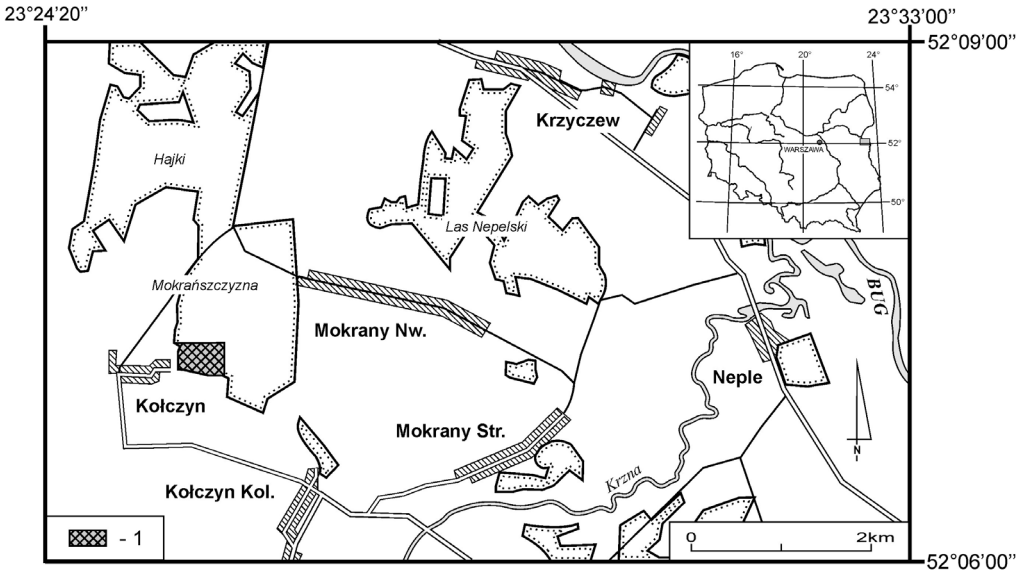 23°24'20''
23°33'00''
52°09'00''
16°
20°
24°
54°
WARSZAWA
52°
50°
Krzyczew
Hajki
Las Nepelski
Mokrańszczyzna
BUG
Mokrany Nw.
Neple
Kołczyn
Mokrany Str.
N
Krzna
Kołczyn Kol.
- 1
0
2km
52°06'00''